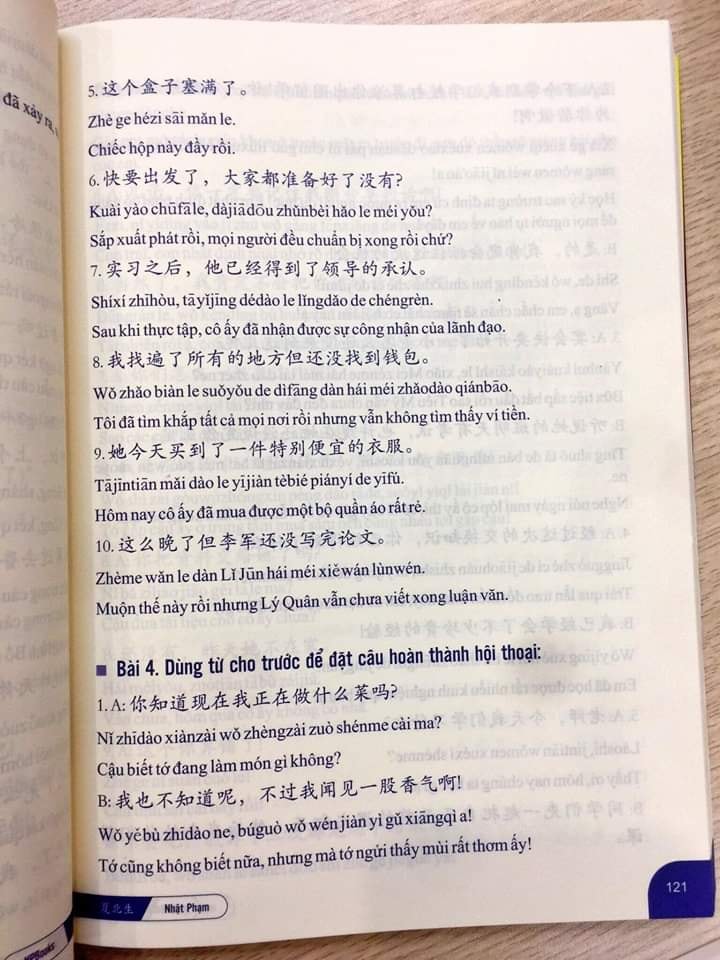 đã xảy ra,
5. 这个盒子塞满了。
Zhè ge hézi sāi mǎn le.
Chiếc hộp này đầy rồi.
6. 快要出发了，大家都准备好了没有?
Kuài yào chūfā le, dàjiādōu zhǔnbèi hǎo le méi yǒu?
Sắp xuất phát rồi, mọi người đều chuẩn bị xong rồi chứ?
7. 实习之后，他已经得到了领导的承认。
Shíxí zhīhòu, tāyǐjīng dédào le lǐngdǎo de chéngrèn.
Sau khi thực tập, cô ấy đã nhận được sự công nhận của lãnh đạo.
8. 我找遍了所有的地方但还没找到钱包。
Wǒ zhǎo biàn le suǒyǒu de dìfāng dàn hái méi zhǎodào qiánbāo.
Tôi đã tìm khắp tất cả mọi nơi rồi nhưng vẫn không tìm thấy ví tiền.
9. 她今天买到了一件特别便宜的衣服。
Tājīntiān mǎi dào le yījiàn tèbié piányí de yīfú.
Hôm nay cô ấy đã mua được một bộ quần áo rất rẻ.
10. 这么晚了但李军还没写完论文。
Zhème wǎn le dàn Lǐ Jūn hái méi xiě wán lùnwén.
Muộn thế này rồi nhưng Lý Quân vẫn chưa viết xong luận văn.
Bài 4. Dùng từ cho trước để đặt câu hoàn thành hội thoại:
1. A: 你知道现在我正在做什么菜吗?
Nǐ zhīdào xiànzài wǒ zhèngzài zuò shénme cài ma?
Cậu biết tớ đang làm món gì không?
B: 我也不知道呢，不过我闻见一股香气啊!
Wǒ yěbù zhīdào ne, búguò wǒ wén jiàn yì gǔ xiāngqì a!
Tớ cũng không biết nữa, nhưng mà tớ ngửi thấy mùi rất thơm ấy!
夏北生
Nhật Phạm
121